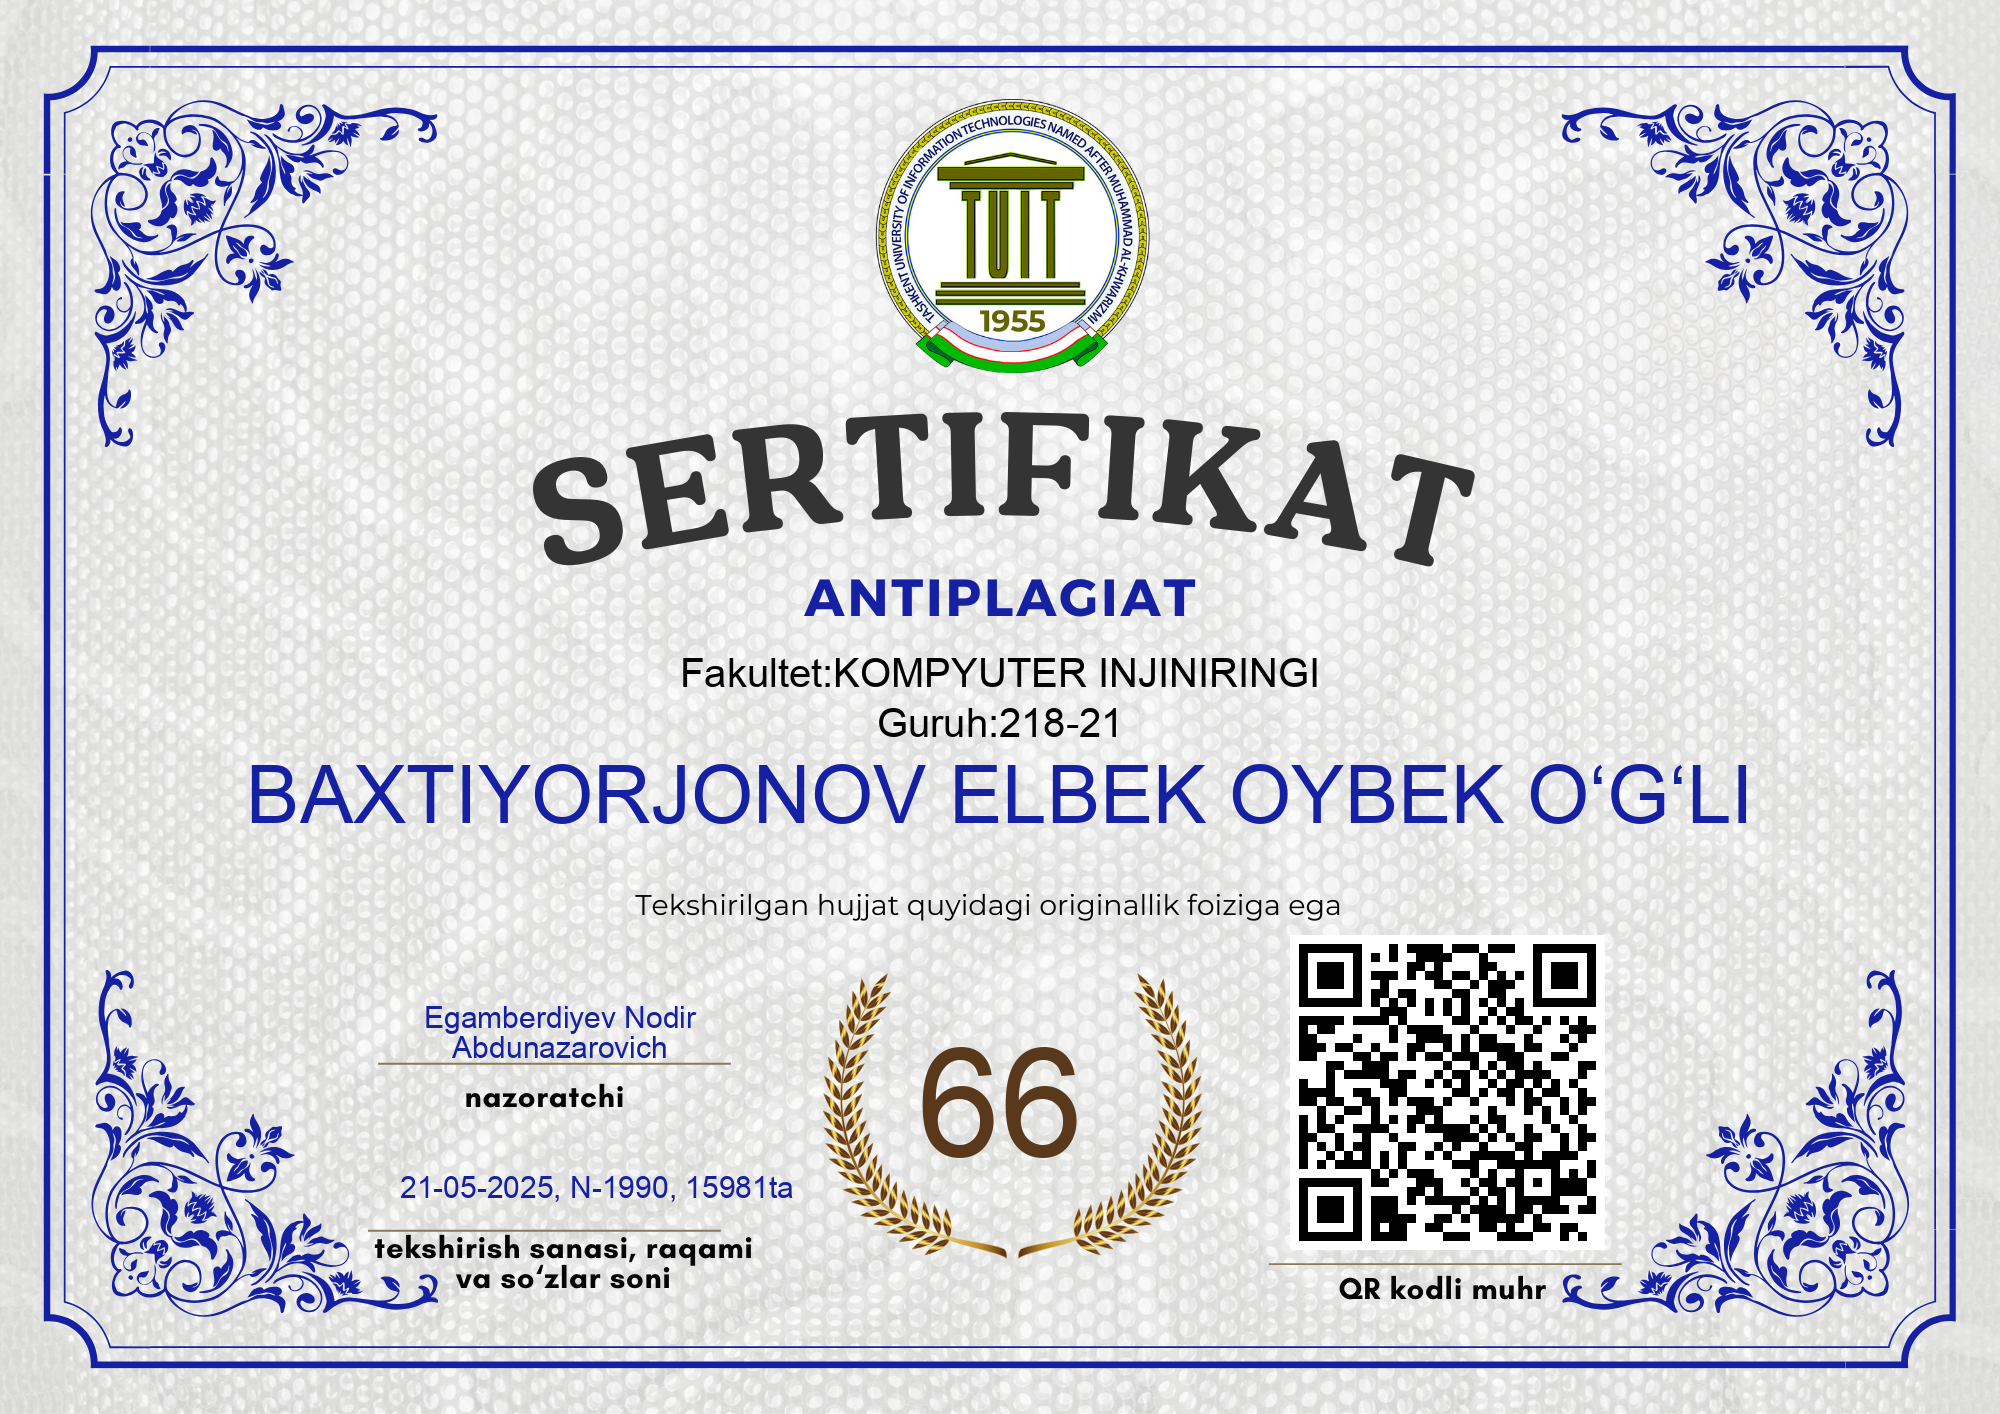 TASHKENT UNIVERSITY OF INFORMATION TECHNOLOGIES NAMED AFTER MUHAMMAD AL-KHWARIZMI
TUIT
1955
SERTIFIKAT
ANTIPLAGIAT
Fakultet:KOMPYUTER INJINIRINGI
Guruh:218-21
BAXTIYORJONOV ELBEK OYBEK O‘G‘LI
Tekshirilgan hujjat quyidagi originallik foiziga ega
Egamberdiyev Nodir
Abdunazarovich
nazoratchi
66
21-05-2025, N-1990, 15981ta
tekshirish sanasi, raqami
va so‘zlar soni
QR kodli muhr